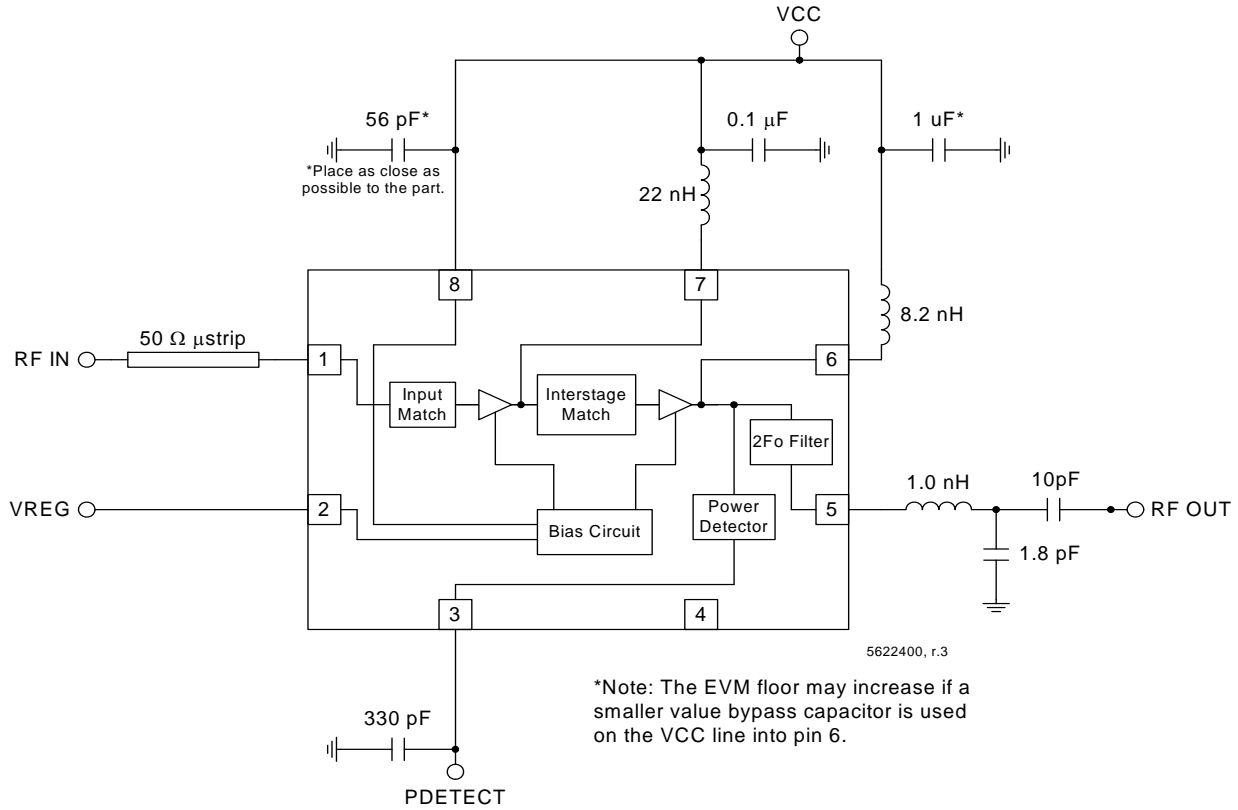 VCC
56 pF*
0.1 μF
1 uF*
*Place as close as
possible to the part.
22 nH
8
7
8.2 nH
50 Ω μstrip
RF IN
1
6
Input
Match
Interstage
Match
2Fo Filter
1.0 nH
10pF
VREG
2
Bias Circuit
Power
Detector
5
RF OUT
1.8 pF
3
4
5622400, r.3
*Note: The EVM floor may increase if a
smaller value bypass capacitor is used
on the VCC line into pin 6.
330 pF
PDETECT